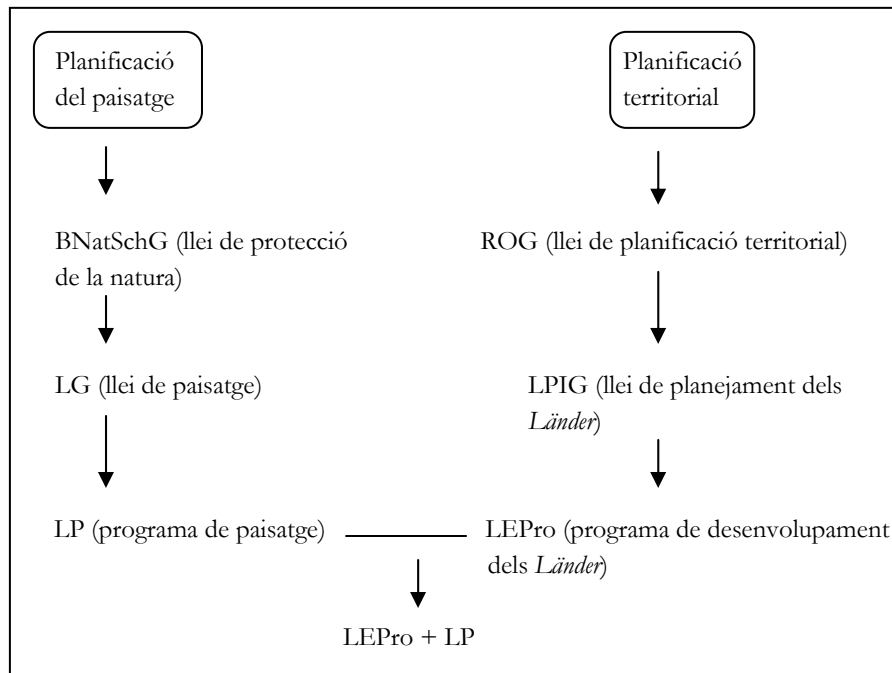 Planificació
del paisatge
Planificació
territorial
BNatSchG (llei de protecció
de la natura)
ROG (llei de planificació territorial)
LG (llei de paisatge)
LPIG (llei de planejament dels
Länder)
LP (programa de paisatge)
LEPro (programa de desenvolupament
dels Länder)
LEPro + LP